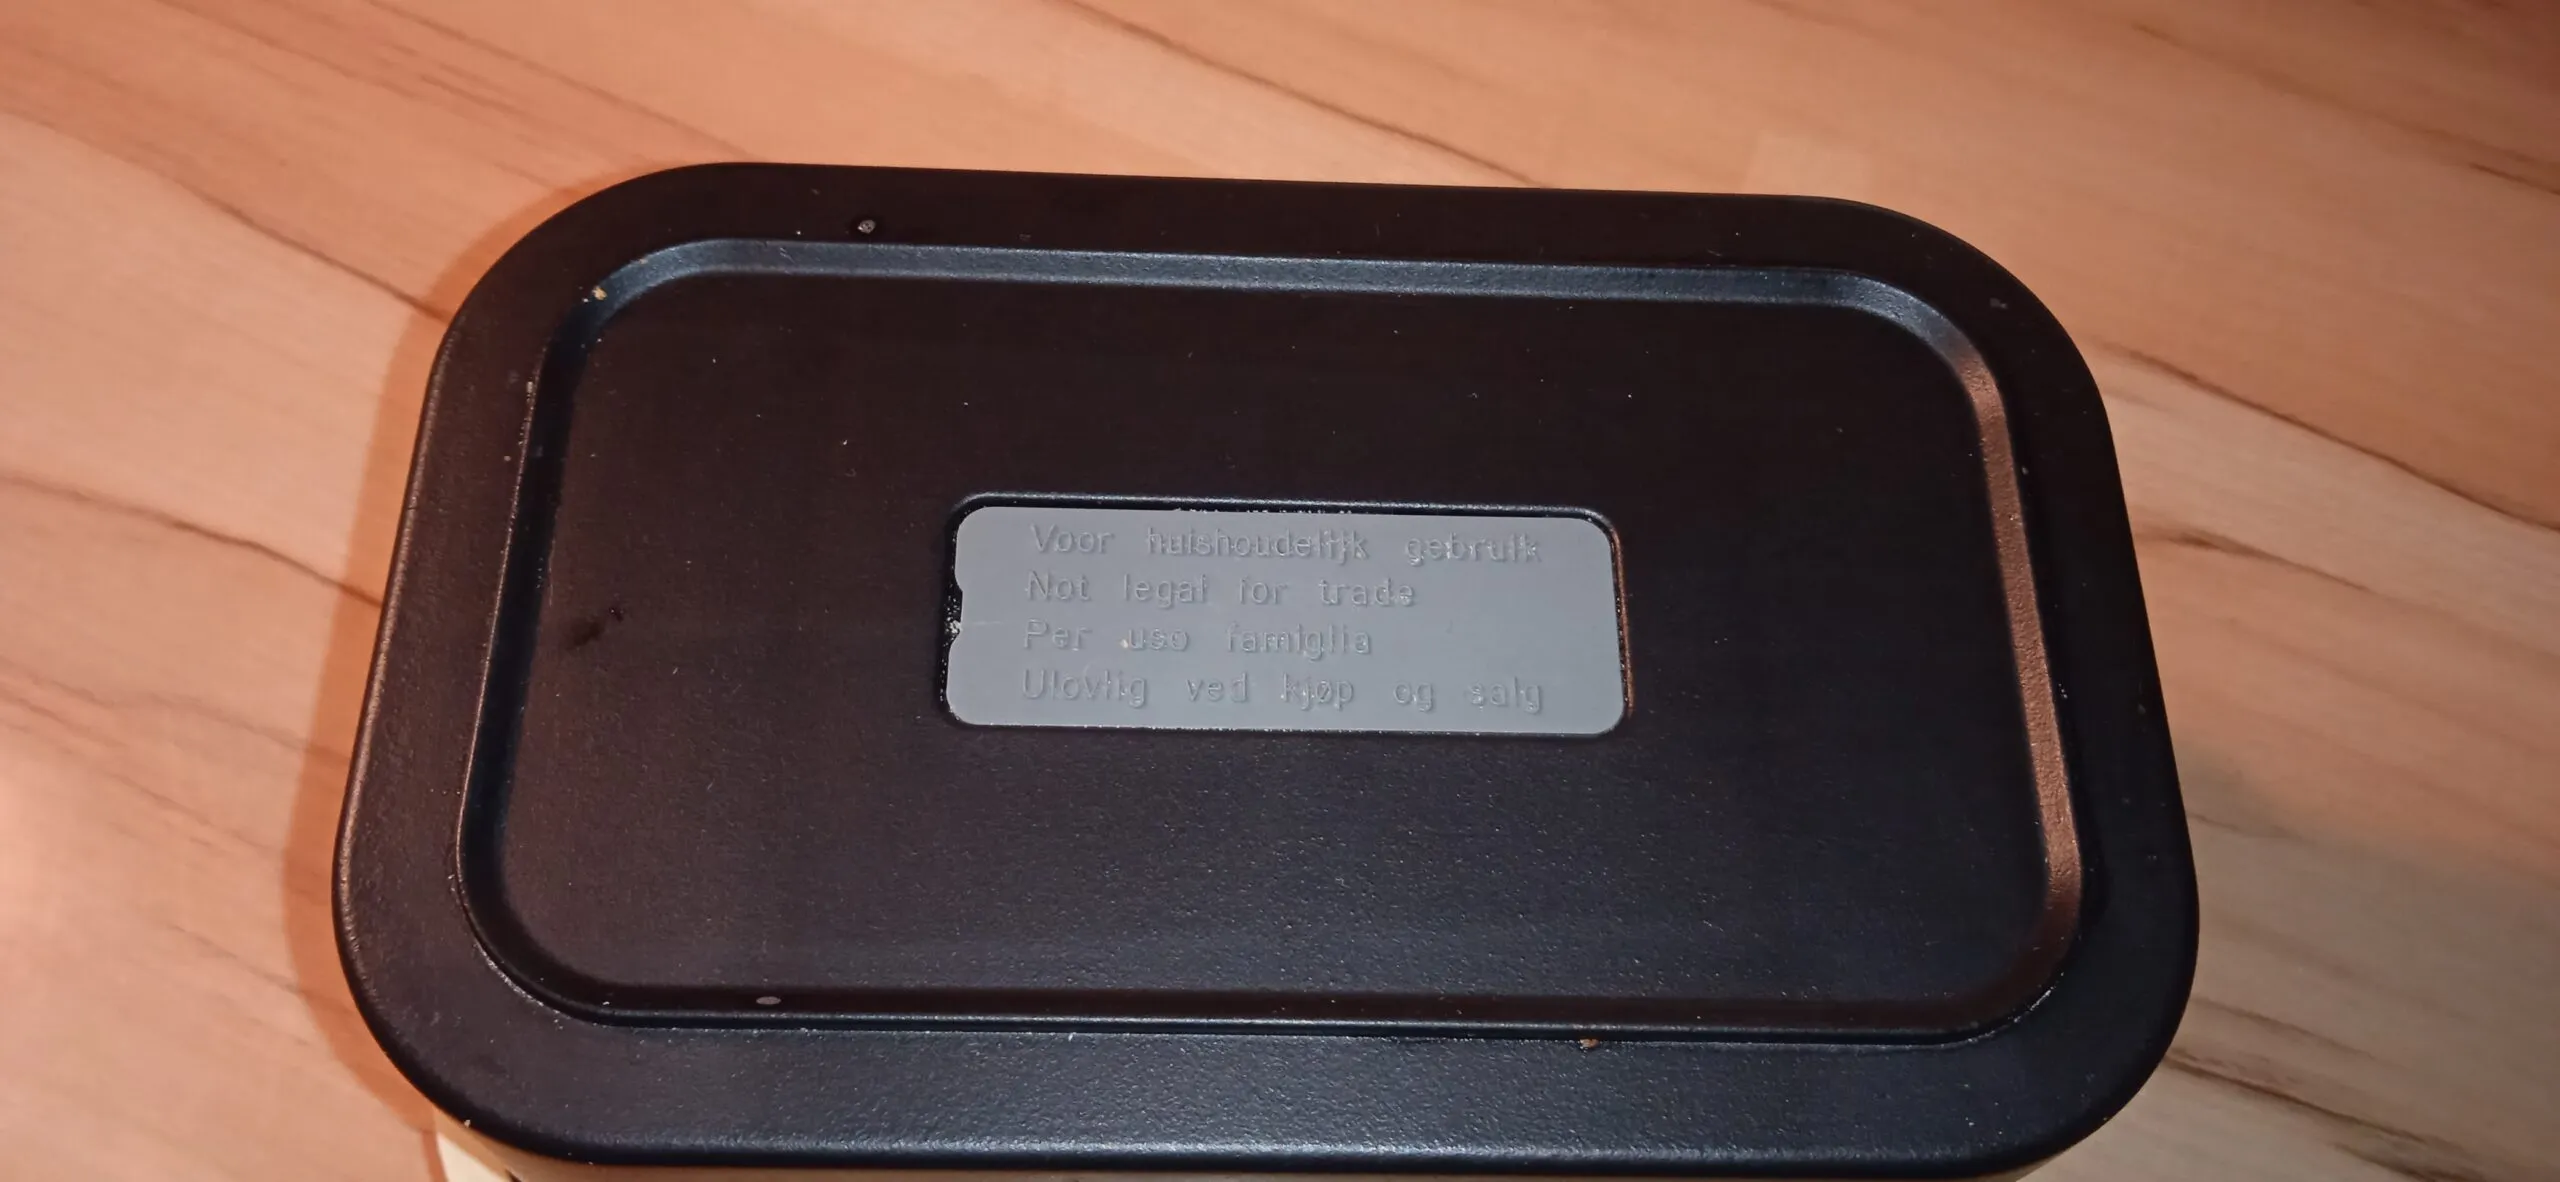 Voor huishoudelijk gebruik
Not legal for trade
Per uso famiglia
Ulovlig ved kjøp og salg